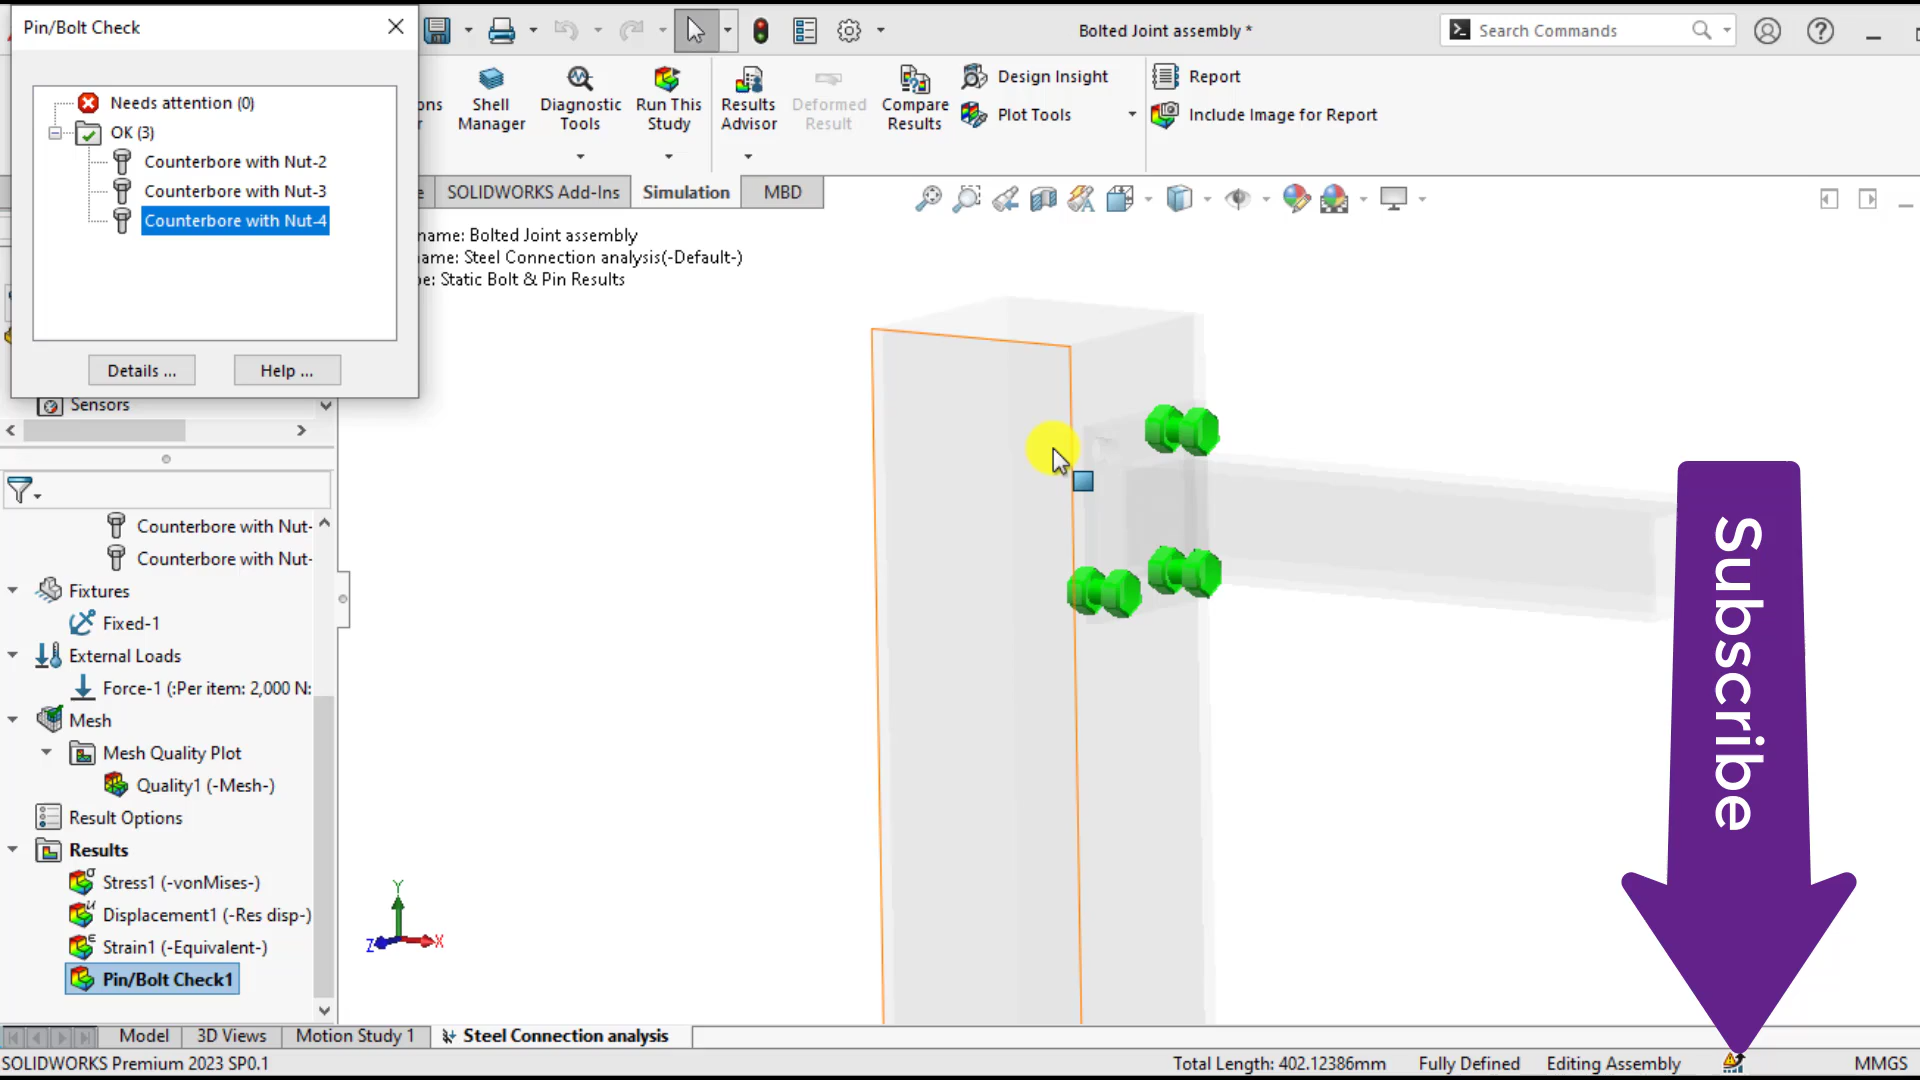 Pin/Bolt Check
Needs attention (0)
OK (3)
Counterbore with Nut-2
Counterbore with Nut-3
Counterbore with Nut-4
Details ...
Help ...
Bolted Joint assembly *
Search Commands
ons
r
Shell
Manager
Diagnostic
Tools
Run This
Study
Results
Advisor
Deformed
Result
Compare
Results
Design Insight
Plot Tools
Report
Include Image for Report
e
SOLIDWORKS Add-Ins
Simulation
MBD
name: Bolted Joint assembly
ame: Steel Connection analysis(-Default-)
pe: Static Bolt & Pin Results
Sensors
Counterbore with Nut-
Counterbore with Nut-
Fixtures
Fixed-1
External Loads
Force-1 (:Per item: 2,000 N:
Mesh
Mesh Quality Plot
Quality1 (-Mesh-)
Result Options
Results
Stress1 (-vonMises-)
Displacement1 (-Res disp-)
Strain1 (-Equivalent-)
Pin/Bolt Check1
Y
Z
X
Subscribe
Model
3D Views
Motion Study 1
Steel Connection analysis
SOLIDWORKS Premium 2023 SP0.1
Total Length: 402.12386mm
Fully Defined
Editing Assembly
MMGS